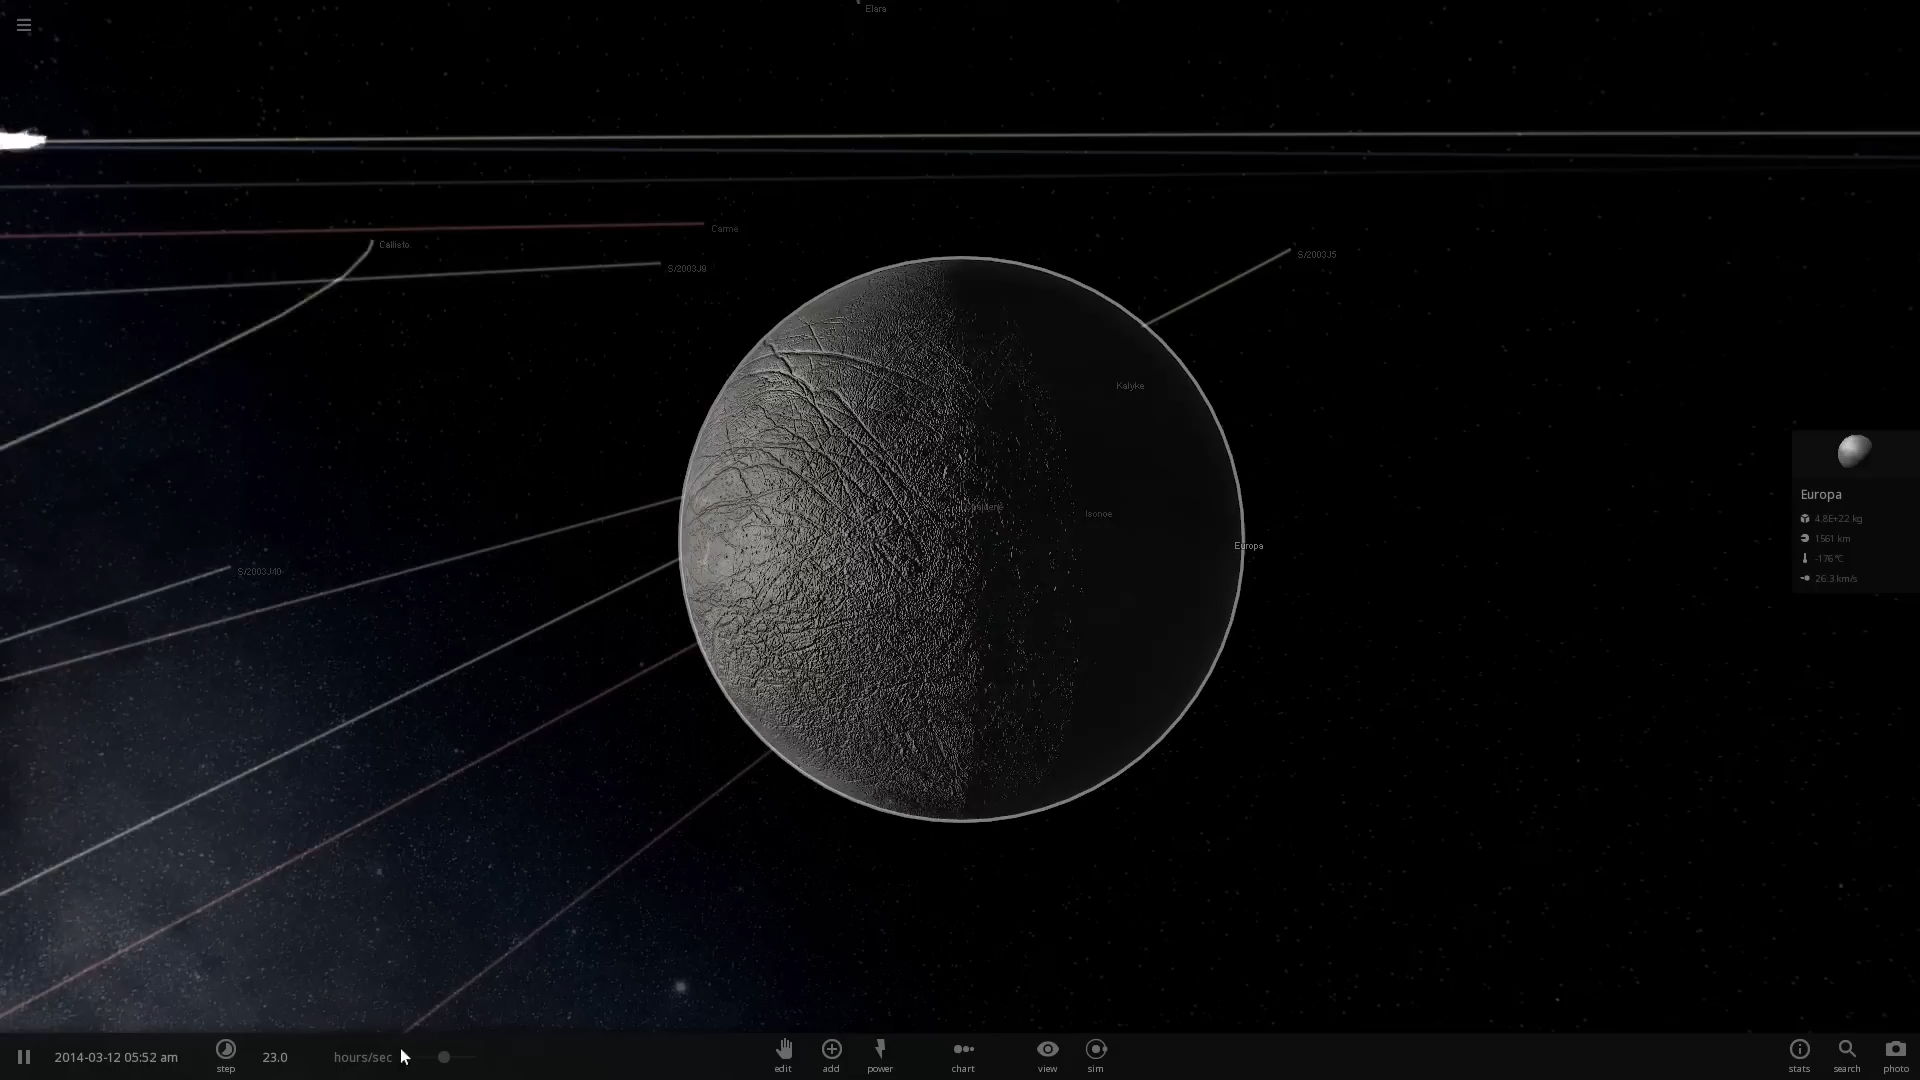 Elara
Carme
Callisto
S/2003J9
S/2003J5
Kalyke
Isonoe
Europa
S/2003J10
Europa
4.8E+22 kg
1561 km
-176 °C
26.3 km/s
2014-03-12 05:52 am
step
23.0
hours/sec
edit
add
power
chart
view
sim
stats
search
photo